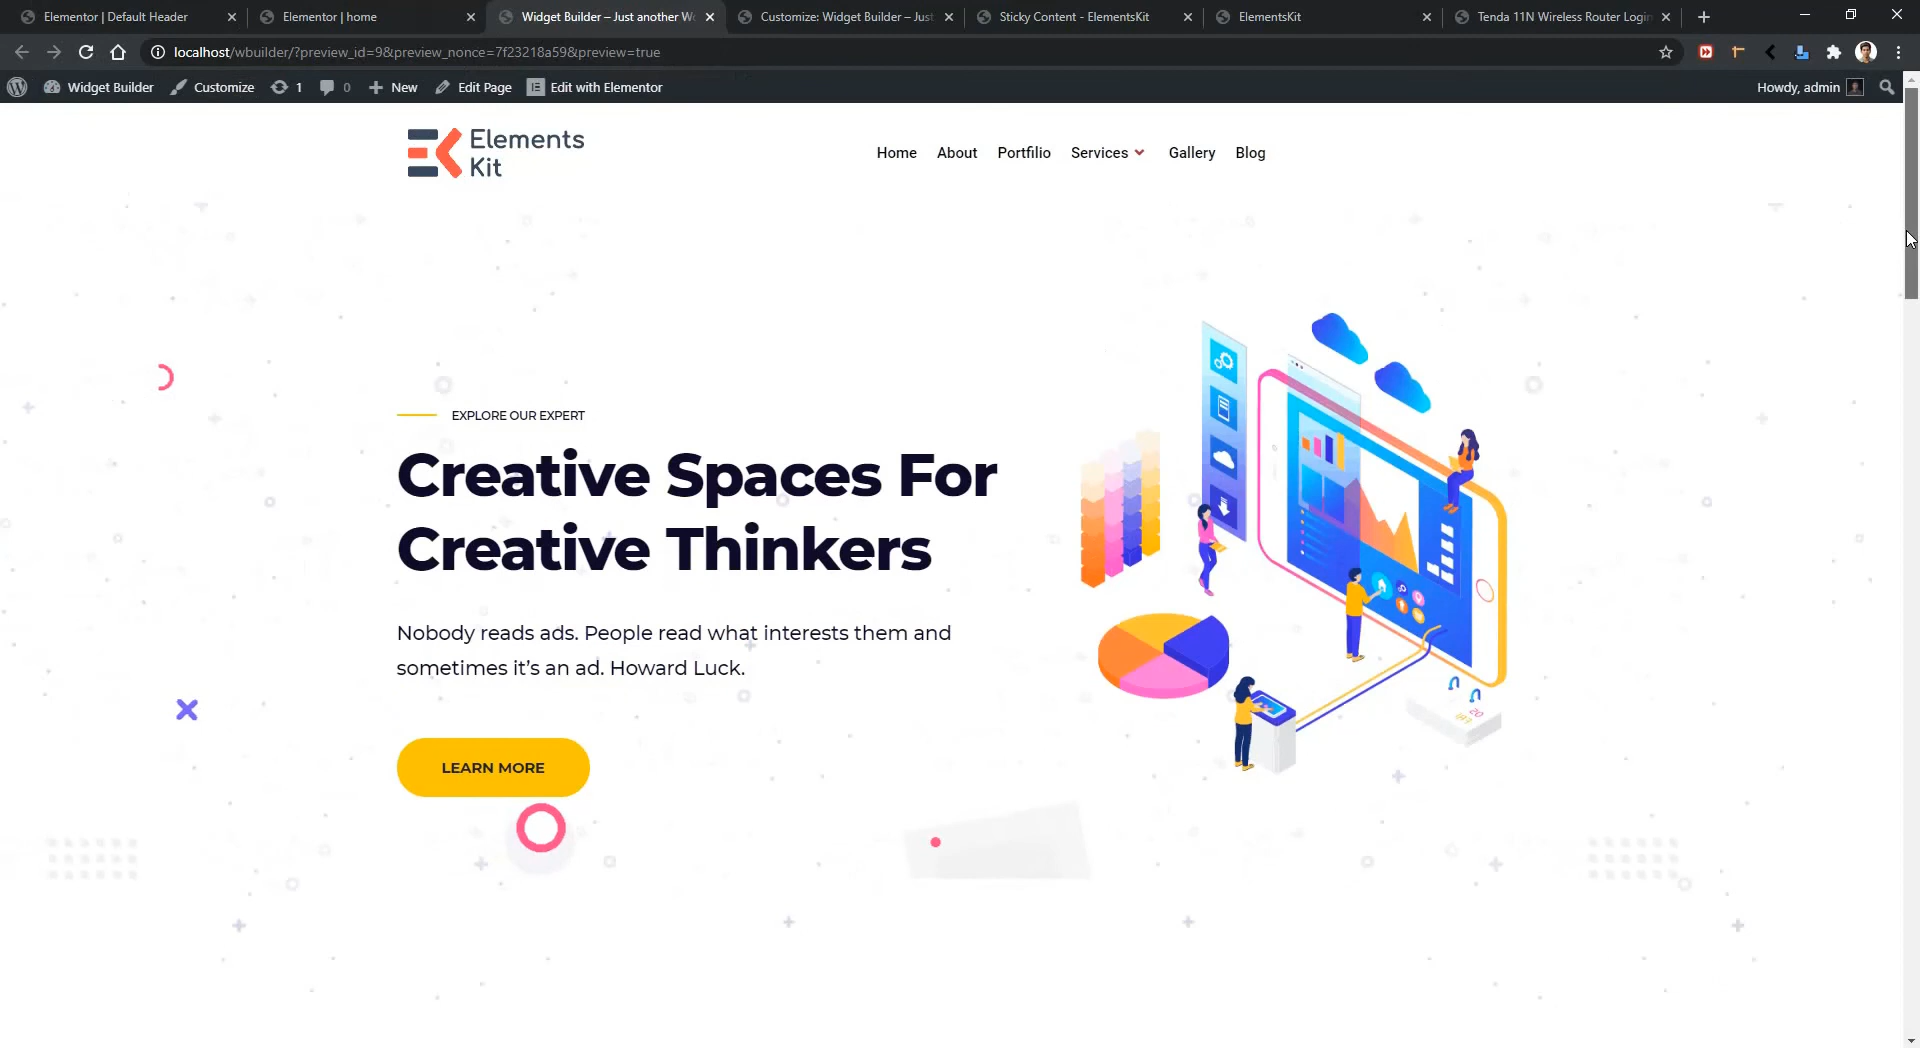 Elementor | Default Header
Elementor | home
Widget Builder – Just another Wo
Customize: Widget Builder – Just
Sticky Content - ElementsKit
ElementsKit
Tenda 11N Wireless Router Login
localhost/wbuilder/?preview_id=9&preview_nonce=7f23218a59&preview=true
Widget Builder
Customize
1
0
New
Edit Page
Edit with Elementor
Howdy, admin
Elements
Kit
Home
About
Portfilio
Services
Gallery
Blog
EXPLORE OUR EXPERT
Creative Spaces For
Creative Thinkers
Nobody reads ads. People read what interests them and
sometimes it’s an ad. Howard Luck.
LEARN MORE